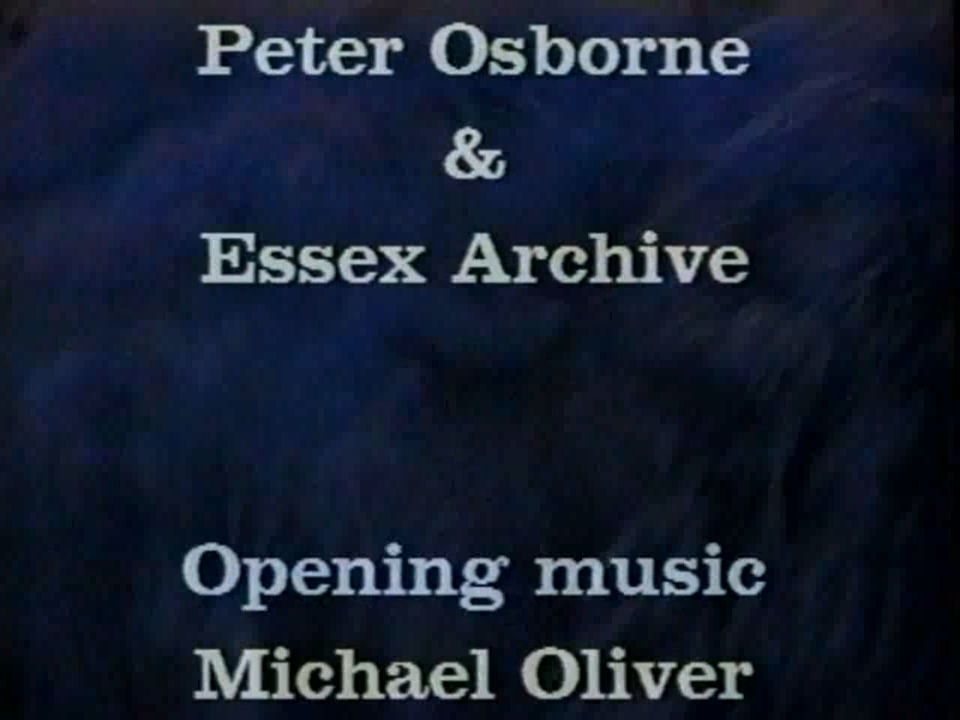 Peter Osborne
&
Essex Archive
Opening music
Michael Oliver